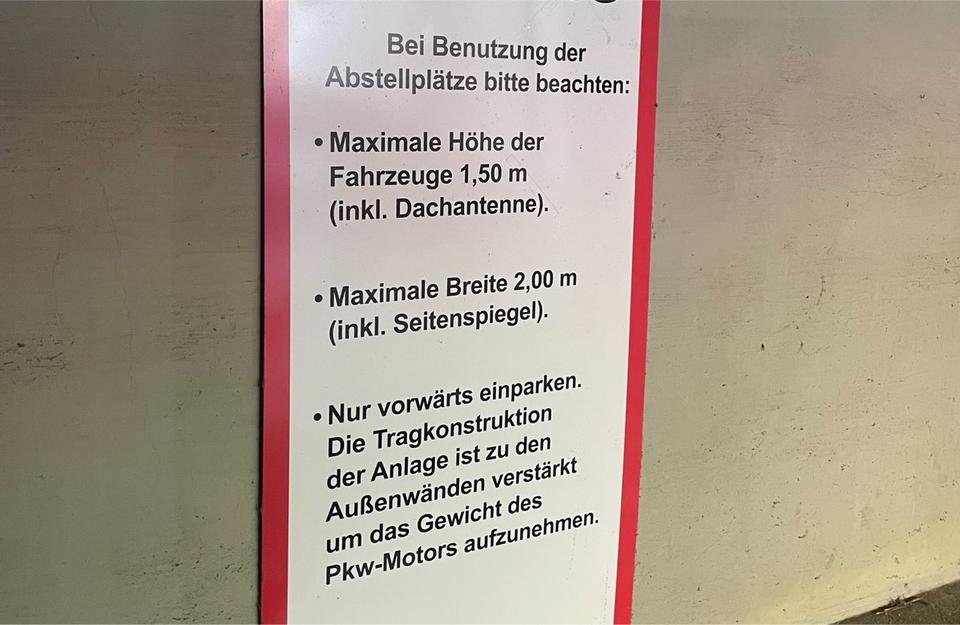 Bei Benutzung der
Abstellplätze bitte beachten:
• Maximale Höhe der
Fahrzeuge 1,50 m
(inkl. Dachantenne).
• Maximale Breite 2,00 m
(inkl. Seitenspiegel).
• Nur vorwärts einparken.
Die Tragkonstruktion
der Anlage ist zu den
Außenwänden verstärkt
um das Gewicht des
Pkw-Motors aufzunehmen.